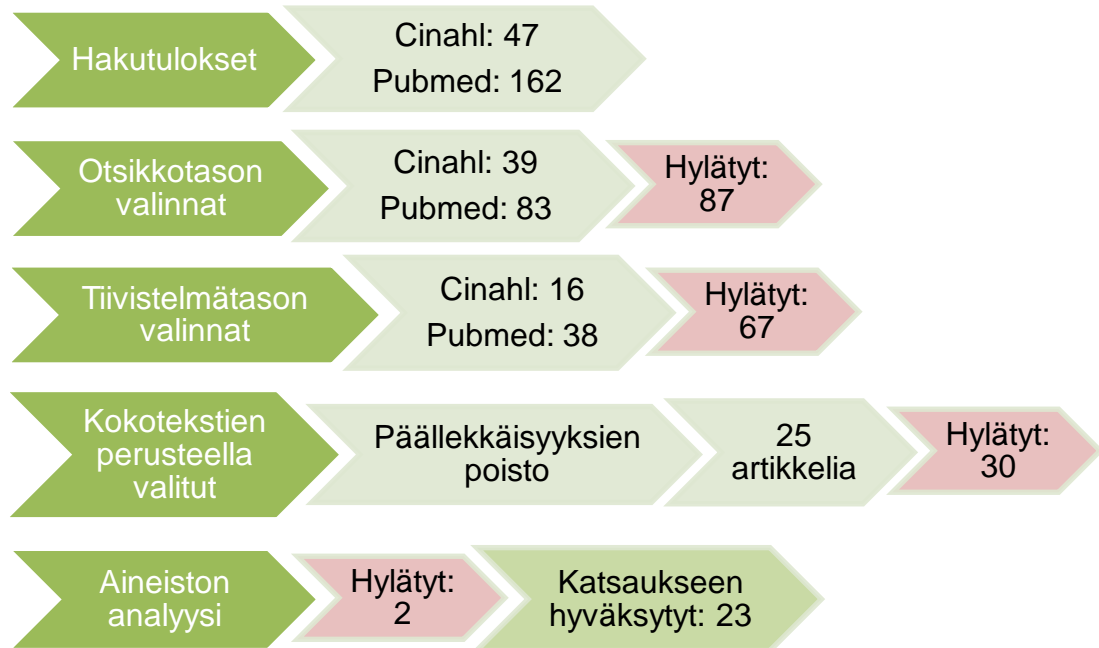 Hakutulokset
Cinahl: 47
Pubmed: 162
Otsikkotason
valinnat
Cinahl: 39
Pubmed: 83
Hylätyt:
87
Tiivistelmätason
valinnat
Cinahl: 16
Pubmed: 38
Hylätyt:
67
Kokotekstien
perusteella
valitut
Päällekkäisyyksien
poisto
25
artikkelia
Hylätyt:
30
Aineiston
analyysi
Hylätyt:
2
Katsaukseen
hyväksytyt: 23